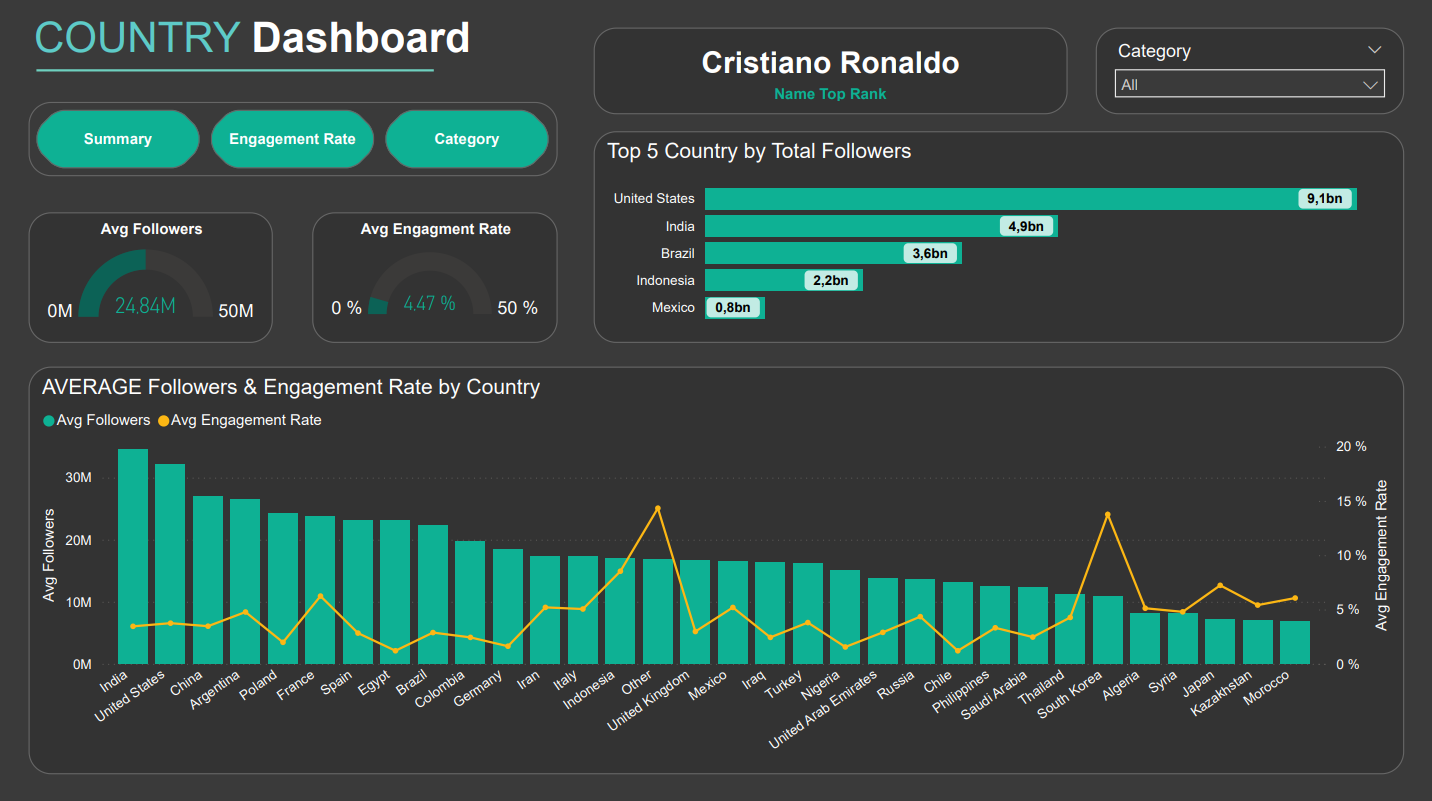 COUNTRY Dashboard
Cristiano Ronaldo
Name Top Rank
Category
All
Summary
Engagement Rate
Category
Top 5 Country by Total Followers
United States
9,1bn
India
4,9bn
Brazil
3,6bn
Indonesia
2,2bn
Mexico
0,8bn
Avg Followers
0M
24.84M
50M
Avg Engagment Rate
0 %
4.47 %
50 %
AVERAGE Followers & Engagement Rate by Country
Avg Followers
Avg Engagement Rate
Avg Followers
30M
20M
10M
0M
20 %
15 %
10 %
5 %
0 %
Avg Engagement Rate
India
United States
China
Argentina
Poland
France
Spain
Egypt
Brazil
Colombia
Germany
Iran
Italy
Indonesia
Other
United Kingdom
Mexico
Iraq
Turkey
Nigeria
United Arab Emirates
Russia
Chile
Philippines
Saudi Arabia
Thailand
South Korea
Algeria
Syria
Japan
Kazakhstan
Morocco